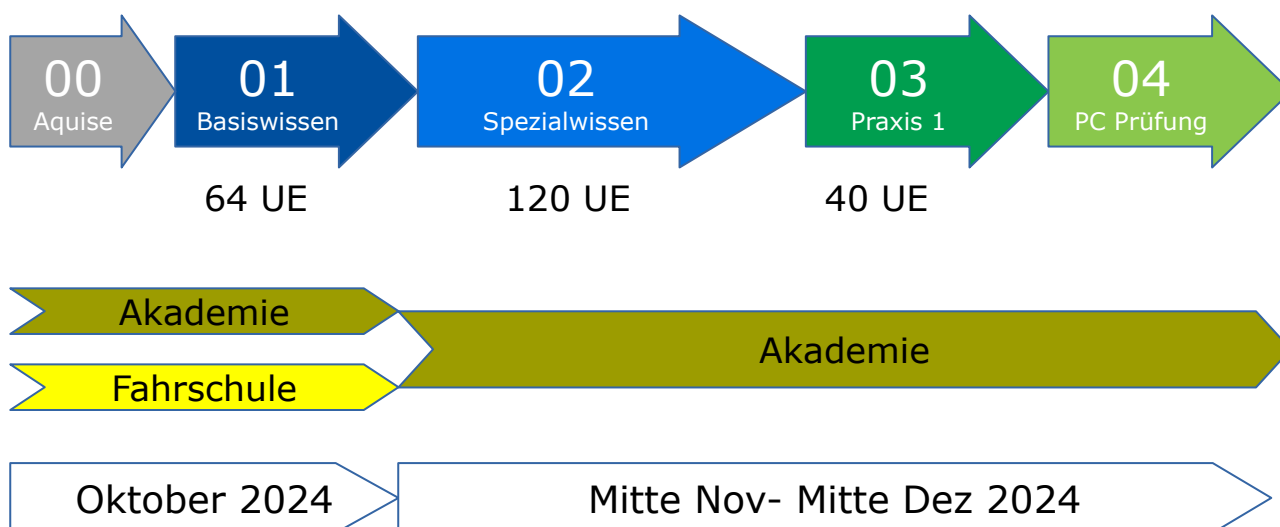 00
Aquise
01
Basiswissen
02
Spezialwissen
03
Praxis 1
04
PC Prüfung
64 UE
120 UE
40 UE
Akademie
Fahrschule
Akademie
Oktober 2024
Mitte Nov- Mitte Dez 2024